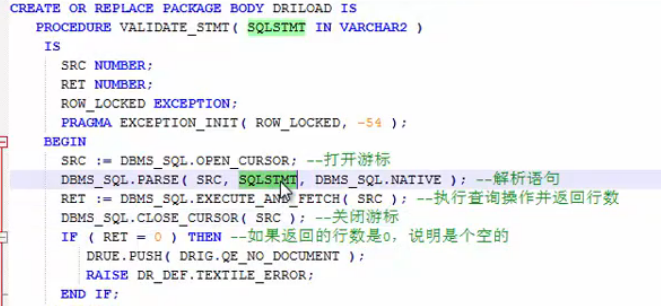 CREATE OR REPLACE PACKAGE BODY DRILOAD IS
PROCEDURE VALIDATE_STMT( SQLSTMT IN VARCHAR2 )
IS
SRC NUMBER;
RET NUMBER;
ROW_LOCKED EXCEPTION;
PRAGMA EXCEPTION_INIT( ROW_LOCKED, -54 );
BEGIN
SRC := DBMS_SQL.OPEN_CURSOR; --打开游标
DBMS_SQL.PARSE( SRC, SQLSTMT, DBMS_SQL.NATIVE ); --解析语句
RET := DBMS_SQL.EXECUTE_AND_FETCH( SRC ); --执行查询操作并返回行数
DBMS_SQL.CLOSE_CURSOR( SRC ); --关闭游标
IF ( RET = 0 ) THEN --如果返回的行数是0，说明是个空的
DRUE.PUSH( DRIG.QE_NO_DOCUMENT );
RAISE DR_DEF.TEXTILE_ERROR;
END IF;